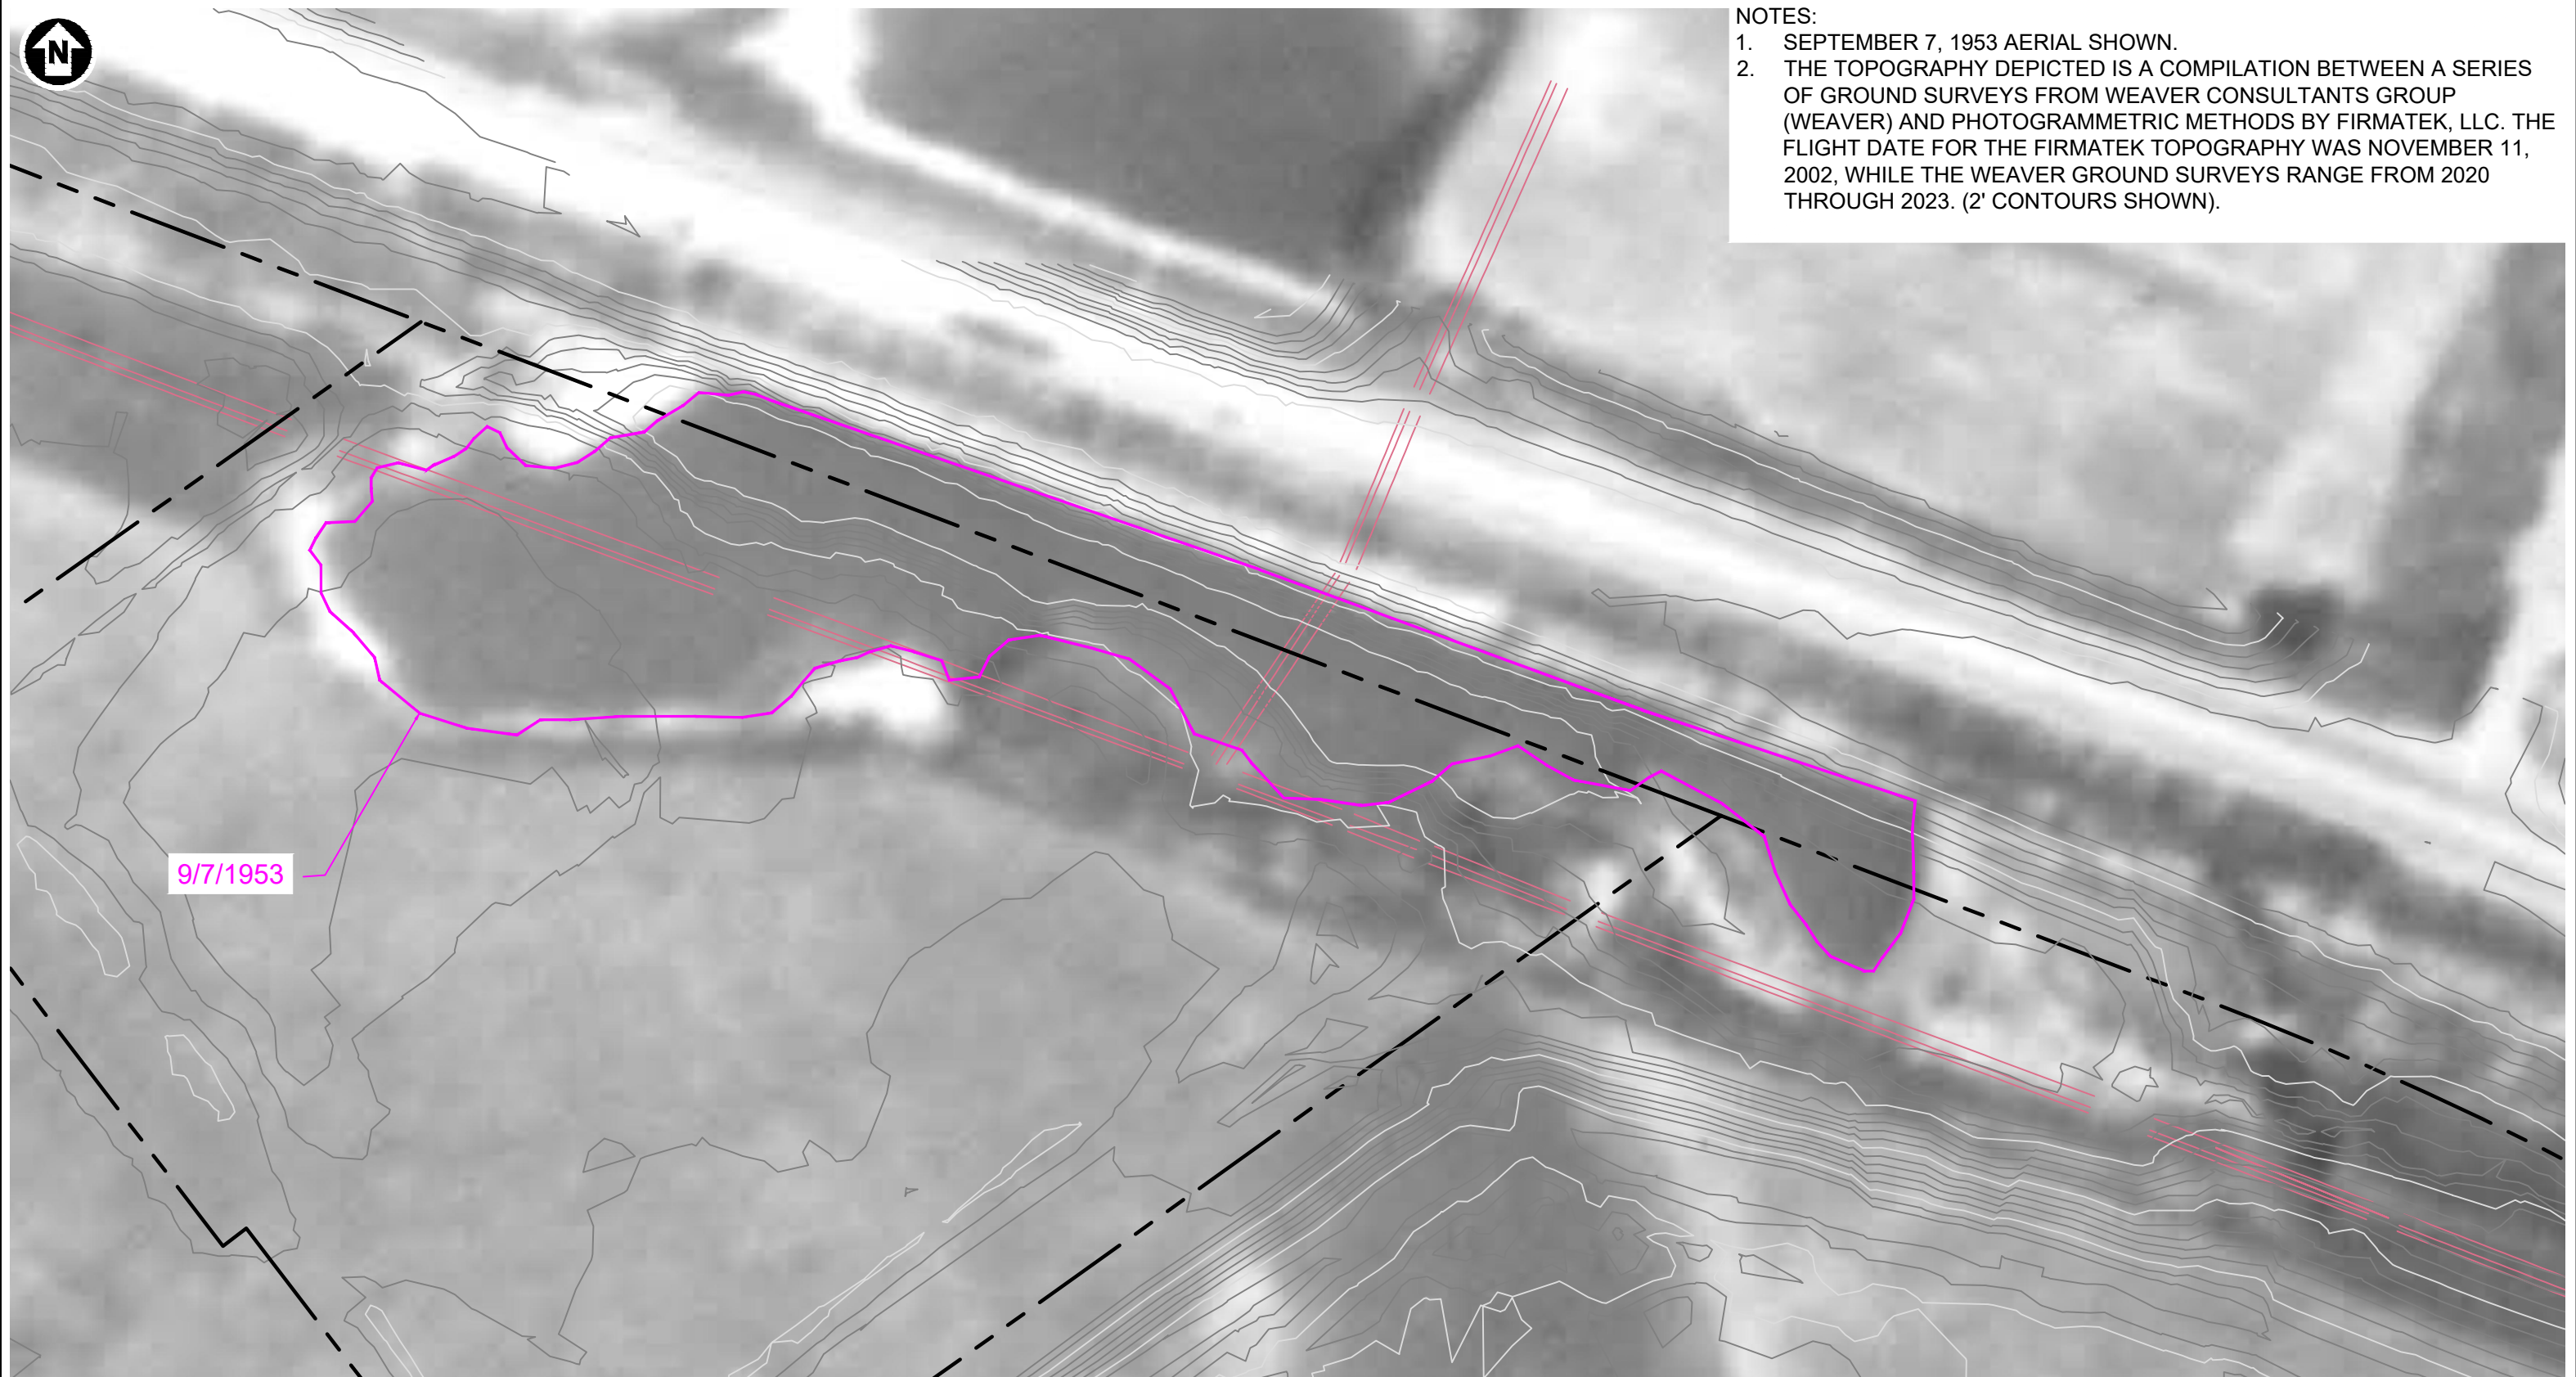 N
NOTES:
1. SEPTEMBER 7, 1953 AERIAL SHOWN.
2. THE TOPOGRAPHY DEPICTED IS A COMPILATION BETWEEN A SERIES
OF GROUND SURVEYS FROM WEAVER CONSULTANTS GROUP
(WEAVER) AND PHOTOGRAMMETRIC METHODS BY FIRMATEK, LLC. THE
FLIGHT DATE FOR THE FIRMATEK TOPOGRAPHY WAS NOVEMBER 11,
2002, WHILE THE WEAVER GROUND SURVEYS RANGE FROM 2020
THROUGH 2023. (2' CONTOURS SHOWN).
9/7/1953